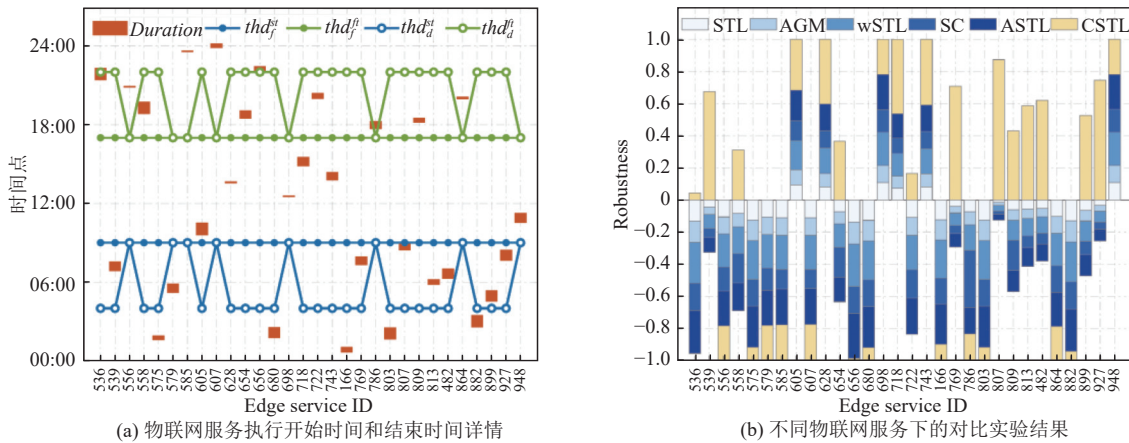 Duration thd_f^st thd_f^ft thd_d^st thd_d^ft
24:00
18:00
12:00
06:00
00:00
时间点
536 539 556 558 575 579 585 605 607 628 654 656 680 698 718 722 743 166 769 786 803 807 809 813 482 864 882 899 927 948
Edge service ID
(a) 物联网服务执行开始时间和结束时间详情
STL AGM wSTL SC ASTL CSTL
1.0
0.8
0.6
0.4
0.2
0
−0.2
−0.4
−0.6
−0.8
−1.0
Robustness
536 539 556 558 575 579 585 605 607 628 654 656 680 698 718 722 743 166 769 786 803 807 809 813 482 864 882 899 927 948
Edge service ID
(b) 不同物联网服务下的对比实验结果